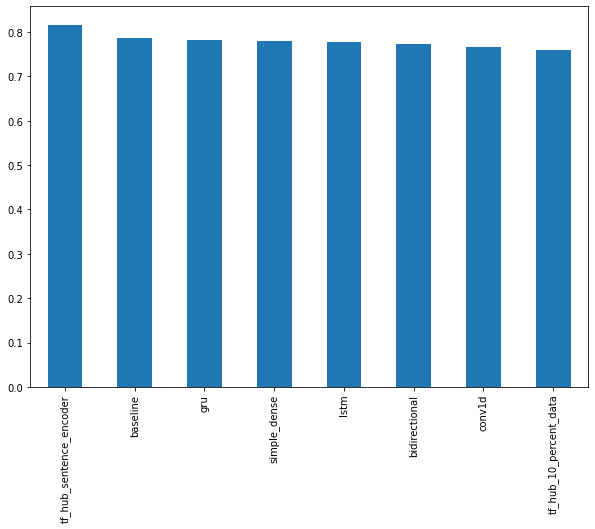 0.8
0.7
0.6
0.5
0.4
0.3
0.2
0.1
0.0
tf_hub_sentence_encoder
baseline
gru
simple_dense
lstm
bidirectional
conv1d
tf_hub_10_percent_data